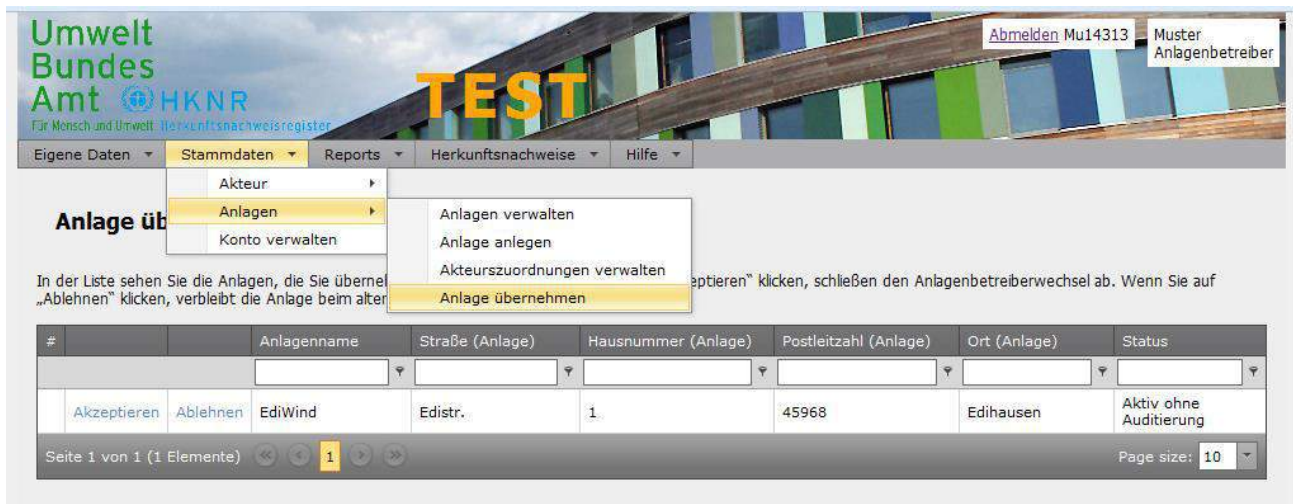 Umwelt
Bundes
Amt HKNR
Für Mensch und Umwelt Herkunftsnachweisregister
TEST
Abmelden Mu14313
Muster
Anlagenbetreiber
Eigene Daten Stammdaten Reports Herkunftsnachweise Hilfe
Akteur
Anlagen
Konto verwalten
Anlagen verwalten
Anlage anlegen
Akteurszuordnungen verwalten
Anlage übernehmen
Anlage üb
In der Liste sehen Sie die Anlagen, die Sie überneh eptieren“ klicken, schließen den Anlagenbetreiberwechsel ab. Wenn Sie auf
„Ablehnen“ klicken, verbleibt die Anlage beim alter
# Anlagenname Straße (Anlage) Hausnummer (Anlage) Postleitzahl (Anlage) Ort (Anlage) Status
Akzeptieren Ablehnen EdiWind Edistr. 1 45968 Edihausen Aktiv ohne
Auditierung
Seite 1 von 1 (1 Elemente) 1 Page size: 10